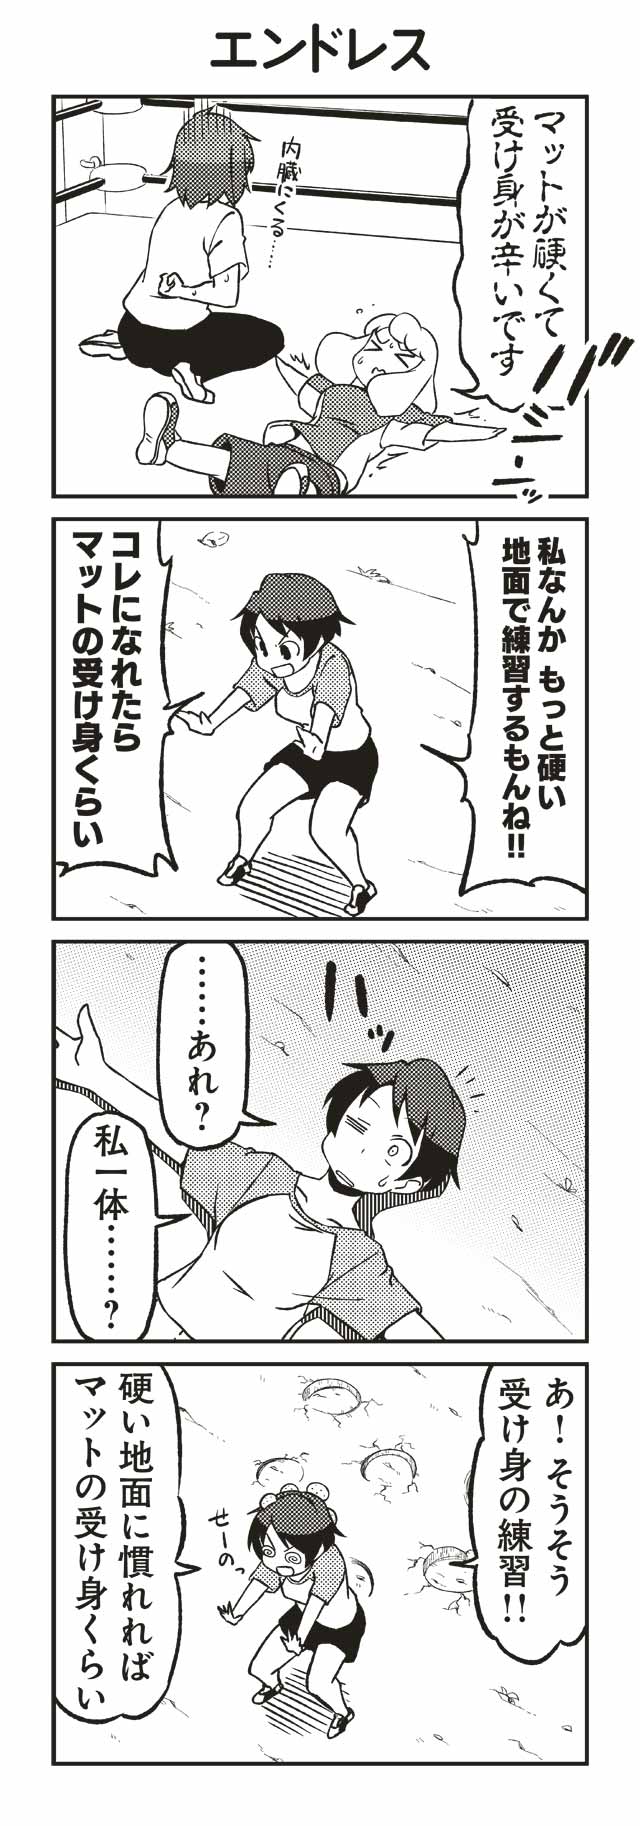 エンドレス
マットが硬くて
受け身が辛いです
内臓にくる……
バ
ジーンッ
私なんか もっと硬い
地面で練習するもんね!!
コレになれたら
マットの受け身くらい
……あれ?
私一体……?
あ! そうそう
受け身の練習!!
せーのっ
硬い地面に慣れれば
マットの受け身くらい